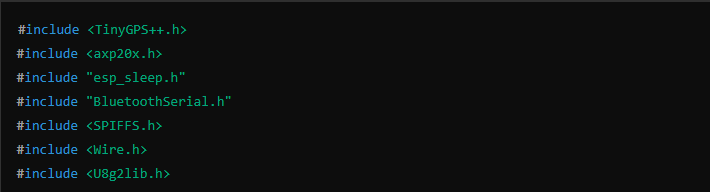 #include <TinyGPS++.h>
#include <axp20x.h>
#include "esp_sleep.h"
#include "BluetoothSerial.h"
#include <SPIFFS.h>
#include <Wire.h>
#include <U8g2lib.h>